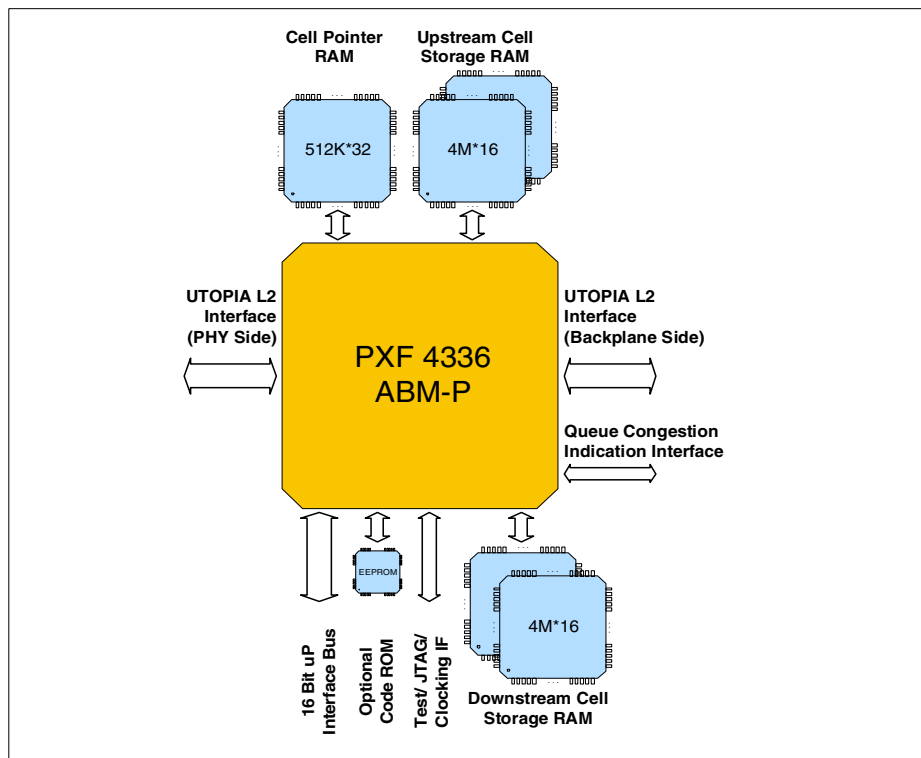 Cell Pointer
RAM
Upstream Cell
Storage RAM
512K*32
4M*16
UTOPIA L2
Interface
(PHY Side)
UTOPIA L2
Interface
(Backplane Side)
PXF 4336
ABM-P
Queue Congestion
Indication Interface
EEPROM
4M*16
16 Bit uP
Interface Bus
Optional
Code ROM
Test/ JTAG/
Clocking IF
Downstream Cell
Storage RAM